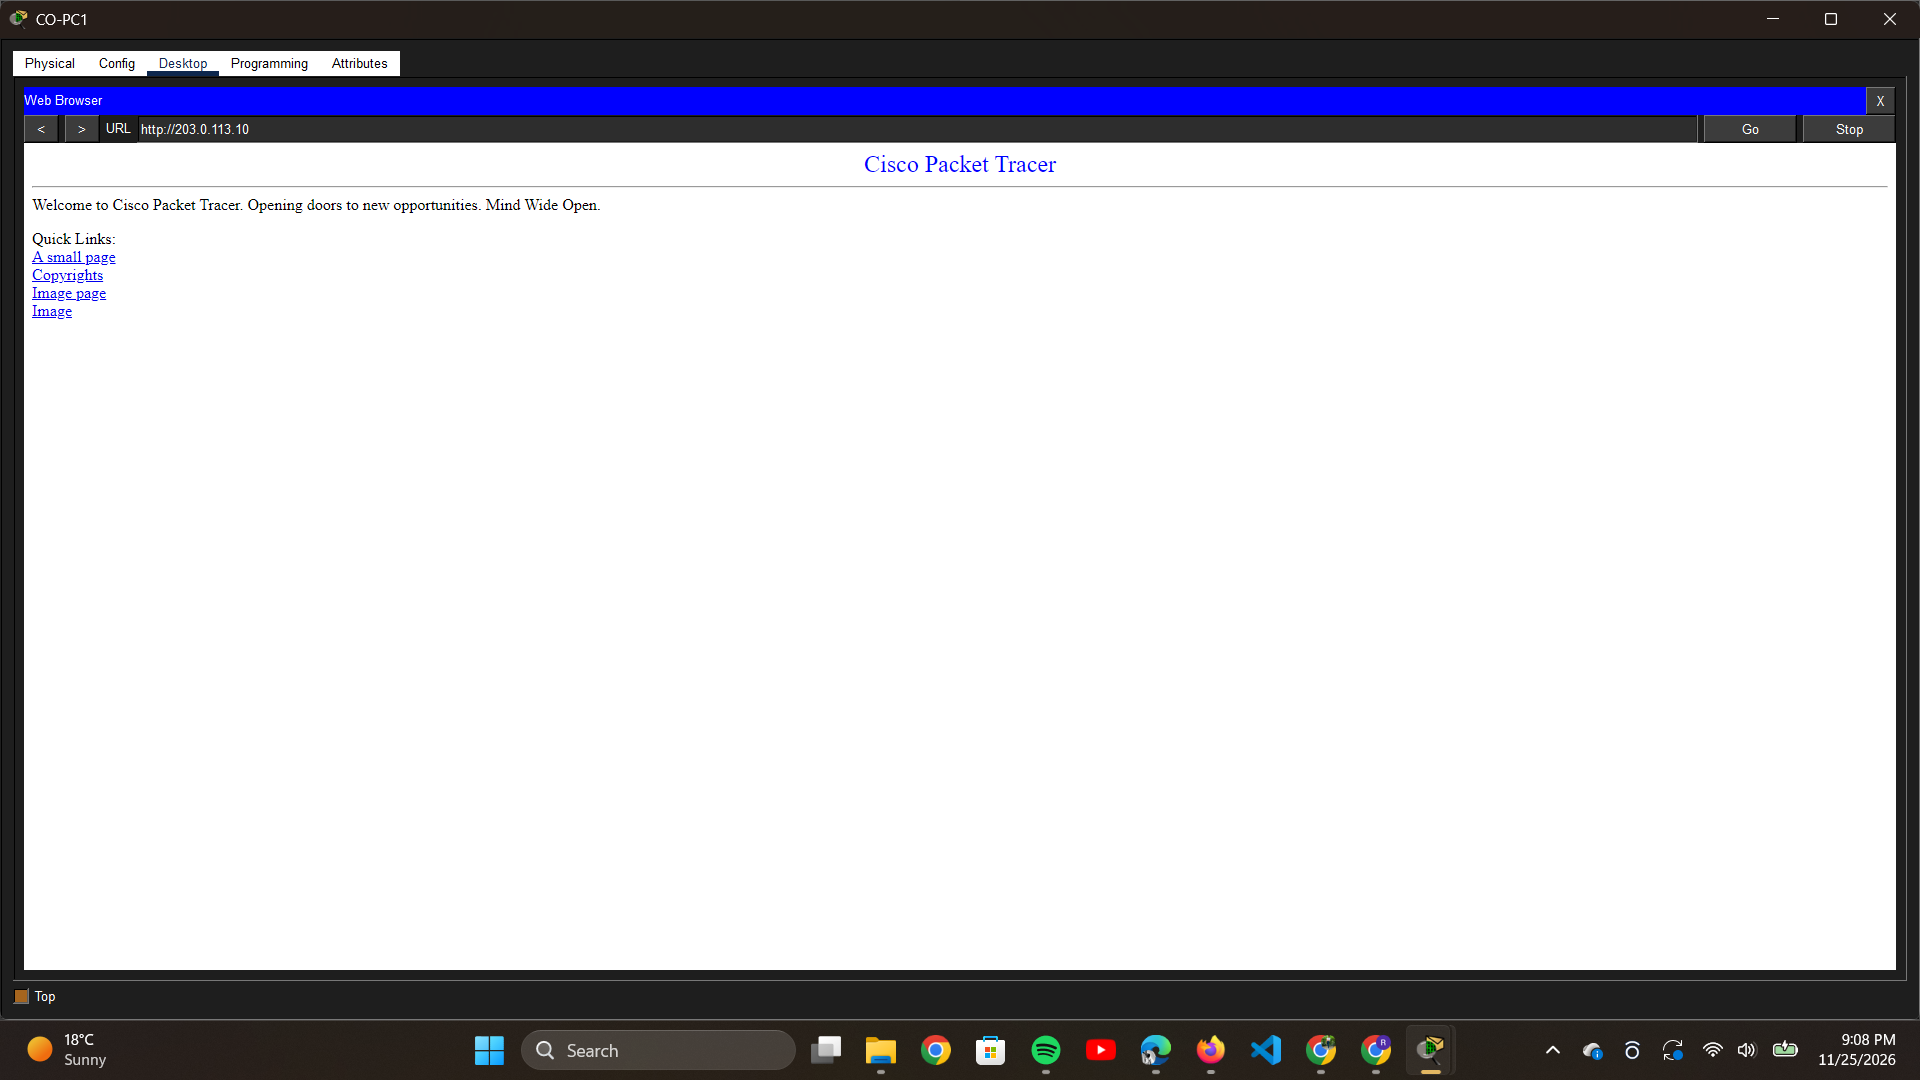 CO-PC1
Physical Config Desktop Programming Attributes
Web Browser X
< > URL http://203.0.113.10 Go Stop
Cisco Packet Tracer
Welcome to Cisco Packet Tracer. Opening doors to new opportunities. Mind Wide Open.
Quick Links:
A small page
Copyrights
Image page
Image
Top
18°C
Sunny
Search
R
9:08 PM
11/25/2026